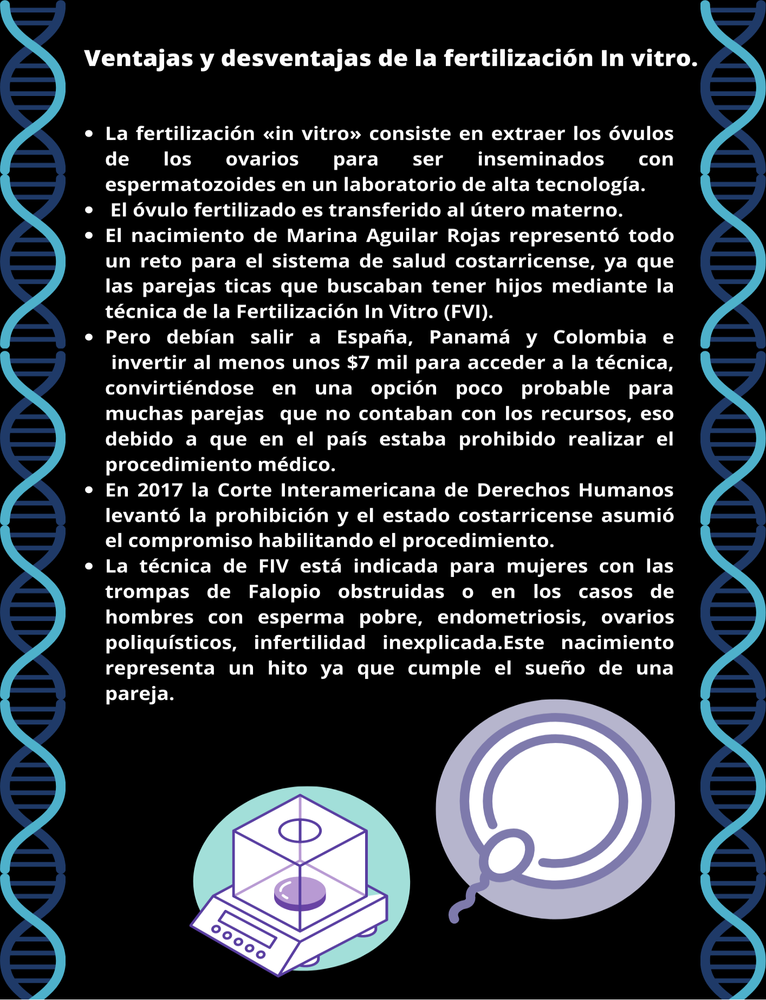 Ventajas y desventajas de la fertilización In vitro.
• La fertilización «in vitro» consiste en extraer los óvulos
de los ovarios para ser inseminados con
espermatozoides en un laboratorio de alta tecnología.
• El óvulo fertilizado es transferido al útero materno.
• El nacimiento de Marina Aguilar Rojas representó todo
un reto para el sistema de salud costarricense, ya que
las parejas ticas que buscaban tener hijos mediante la
técnica de la Fertilización In Vitro (FVI).
• Pero debían salir a España, Panamá y Colombia e
invertir al menos unos $7 mil para acceder a la técnica,
convirtiéndose en una opción poco probable para
muchas parejas que no contaban con los recursos, eso
debido a que en el país estaba prohibido realizar el
procedimiento médico.
• En 2017 la Corte Interamericana de Derechos Humanos
levantó la prohibición y el estado costarricense asumió
el compromiso habilitando el procedimiento.
• La técnica de FIV está indicada para mujeres con las
trompas de Falopio obstruidas o en los casos de
hombres con esperma pobre, endometriosis, ovarios
poliquísticos, infertilidad inexplicada.Este nacimiento
representa un hito ya que cumple el sueño de una
pareja.